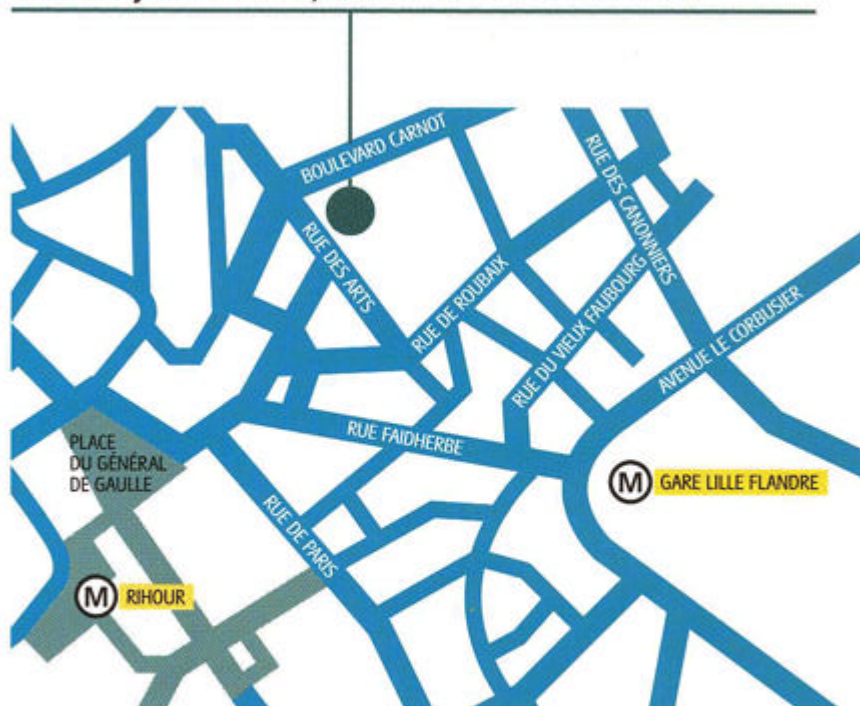 BOULEVARD CARNOT
RUE DES CANONNIERS
RUE DES ARTS
RUE DE ROUBAIX
RUE DU VIEUX FAUBOURG
AVENUE LE CORBUSIER
RUE FAIDHERBE
PLACE
DU GÉNÉRAL
DE GAULLE
M GARE LILLE FLANDRE
RUE DE PARIS
M RIHOUR